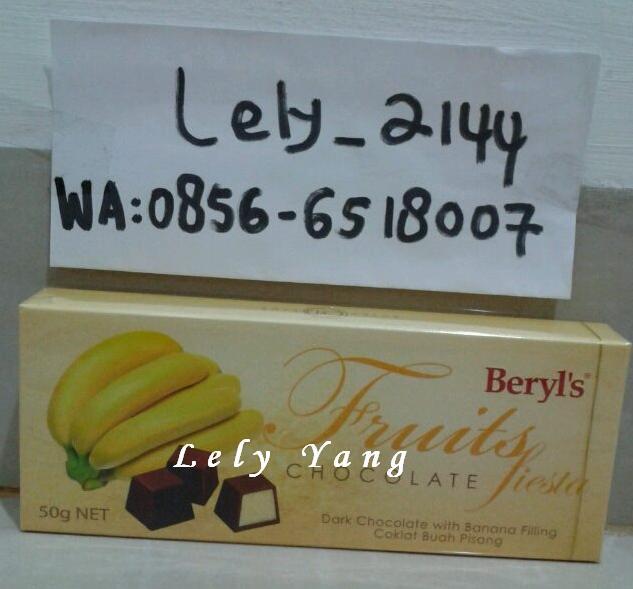 Lely_2144
WA:0856-6518007
Beryl's®
Fruits
fiesta
CHOCOLATE
Lely Yang
50g NET
Dark Chocolate with Banana Filling
Coklat Buah Pisang